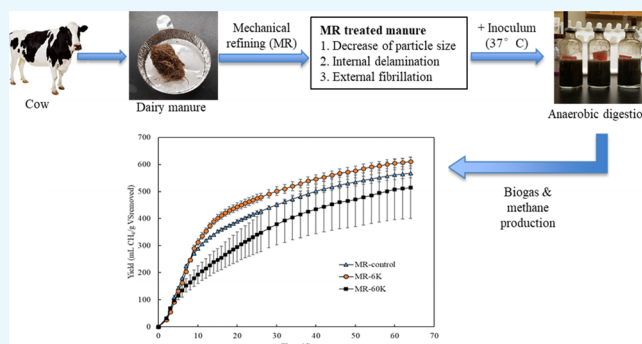 Cow
Dairy manure
Mechanical
refining (MR)
MR treated manure
1. Decrease of particle size
2. Internal delamination
3. External fibrillation
+ Inoculum
(37° C)
Anaerobic digestio
Biogas &
methane
production
Yield (mL CH₄/g VSremoved)
700
600
500
400
300
200
100
0
MR-control
MR-6K
MR-60K
0 10 20 30 40 50 60 70